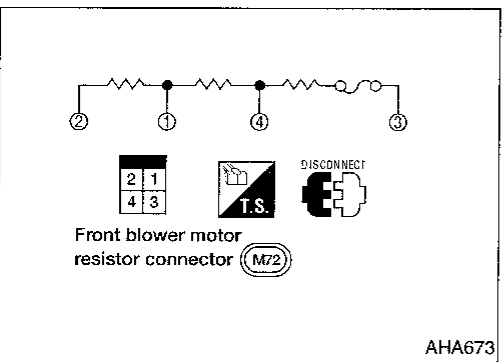 ② ① ④ ③
DISCONNECT
2 1
4 3
T.S.
Front blower motor
resistor connector M72
AHA673